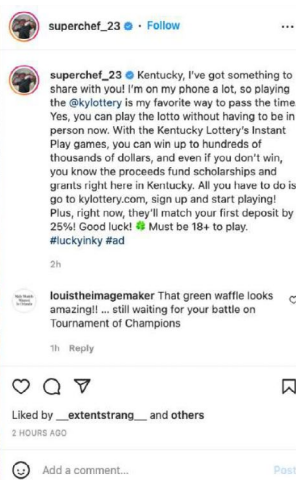 superchef_23 • Follow
superchef_23 Kentucky, I've got something to
share with you! I'm on my phone a lot, so playing
the @kylottery is my favorite way to pass the time
Yes, you can play the lotto without having to be in
person now. With the Kentucky Lottery's Instant
Play games, you can win up to hundreds of
thousands of dollars, and even if you don't win,
you know the proceeds fund scholarships and
grants right here in Kentucky. All you have to do is
go to kylottery.com, sign up and start playing!
Plus, right now, they'll match your first deposit by
25%! Good luck! 🍀 Must be 18+ to play.
#luckyinky #ad
2h
louistheimagemaker That green waffle looks
amazing!! ... still waiting for your battle on
Tournament of Champions
1h Reply
Liked by __extentstrang__ and others
2 HOURS AGO
Add a comment...
Post